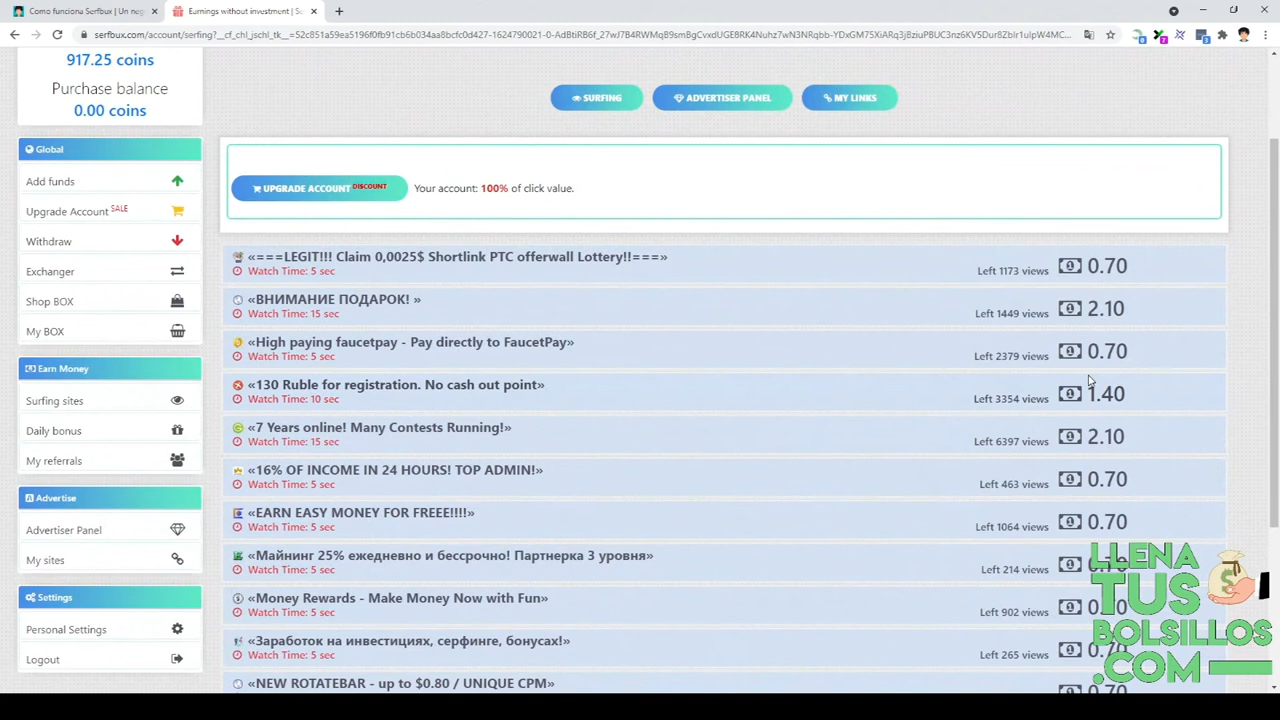 Como funciona Serfbux | Un neg
Earnings without investment | Se
serfbux.com/account/serfing?__cf_chl_jschl_tk__=
917.25 coins
Purchase balance
0.00 coins
SURFING
ADVERTISER PANEL
MY LINKS
Global
UPGRADE ACCOUNT DISCOUNT
Your account: 100% of click value.
Add funds
Upgrade Account SALE
Withdraw
Exchanger
Shop BOX
My BOX
Earn Money
Surfing sites
Daily bonus
My referrals
Advertise
Advertiser Panel
My sites
Settings
Personal Settings
Logout
«===LEGIT!!! Claim 0,0025$ Shortlink PTC offerwall Lottery!!===»
Watch Time: 5 sec
Left 1173 views
0.70
«ВНИМАНИЕ ПОДАРОК! »
Watch Time: 15 sec
Left 1449 views
2.10
«High paying faucetpay - Pay directly to FaucetPay»
Watch Time: 5 sec
Left 2379 views
0.70
«130 Ruble for registration. No cash out point»
Watch Time: 10 sec
Left 3354 views
1.40
«7 Years online! Many Contests Running!»
Watch Time: 15 sec
Left 6397 views
2.10
«16% OF INCOME IN 24 HOURS! TOP ADMIN!»
Watch Time: 5 sec
Left 463 views
0.70
«EARN EASY MONEY FOR FREEE!!!!»
Watch Time: 5 sec
Left 1064 views
0.70
«Майнинг 25% ежедневно и бессрочно! Партнерка 3 уровня»
Watch Time: 5 sec
Left 214 views
0.70
«Money Rewards - Make Money Now with Fun»
Watch Time: 5 sec
Left 902 views
«Заработок на инвестициях, серфинге, бонусах!»
Watch Time: 5 sec
Left 265 views
0.70
«NEW ROTATEBAR - up to $0.80 / UNIQUE CPM»
0.70
LLENA
TUS
BOLSILLOS
.COM